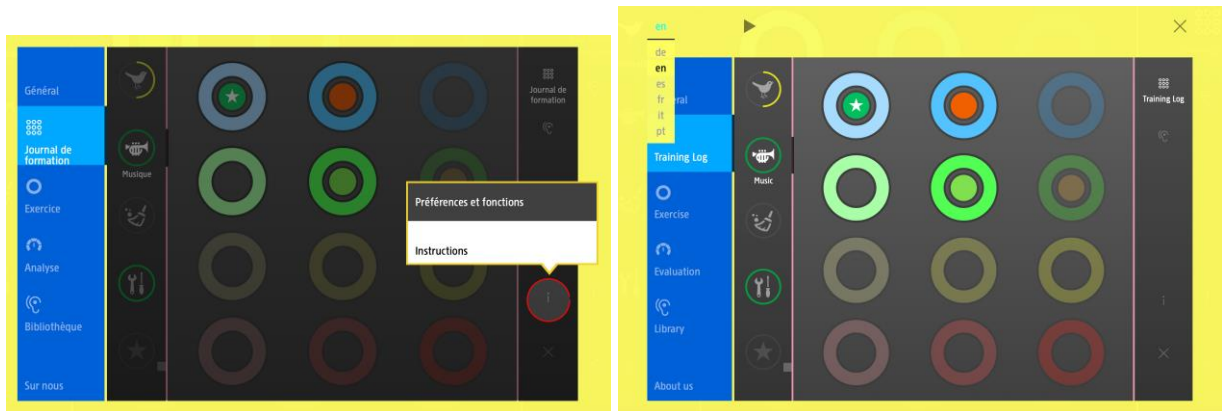 Général
Journal de
formation
Exercice
Analyse
Bibliothèque
Sur nous
Musique
Préférences et fonctions
Instructions
Journal de
formation
i
en
de
en
es
fr
it
pt
ral
Training Log
Exercise
Evaluation
Library
About us
Music
Training Log
i